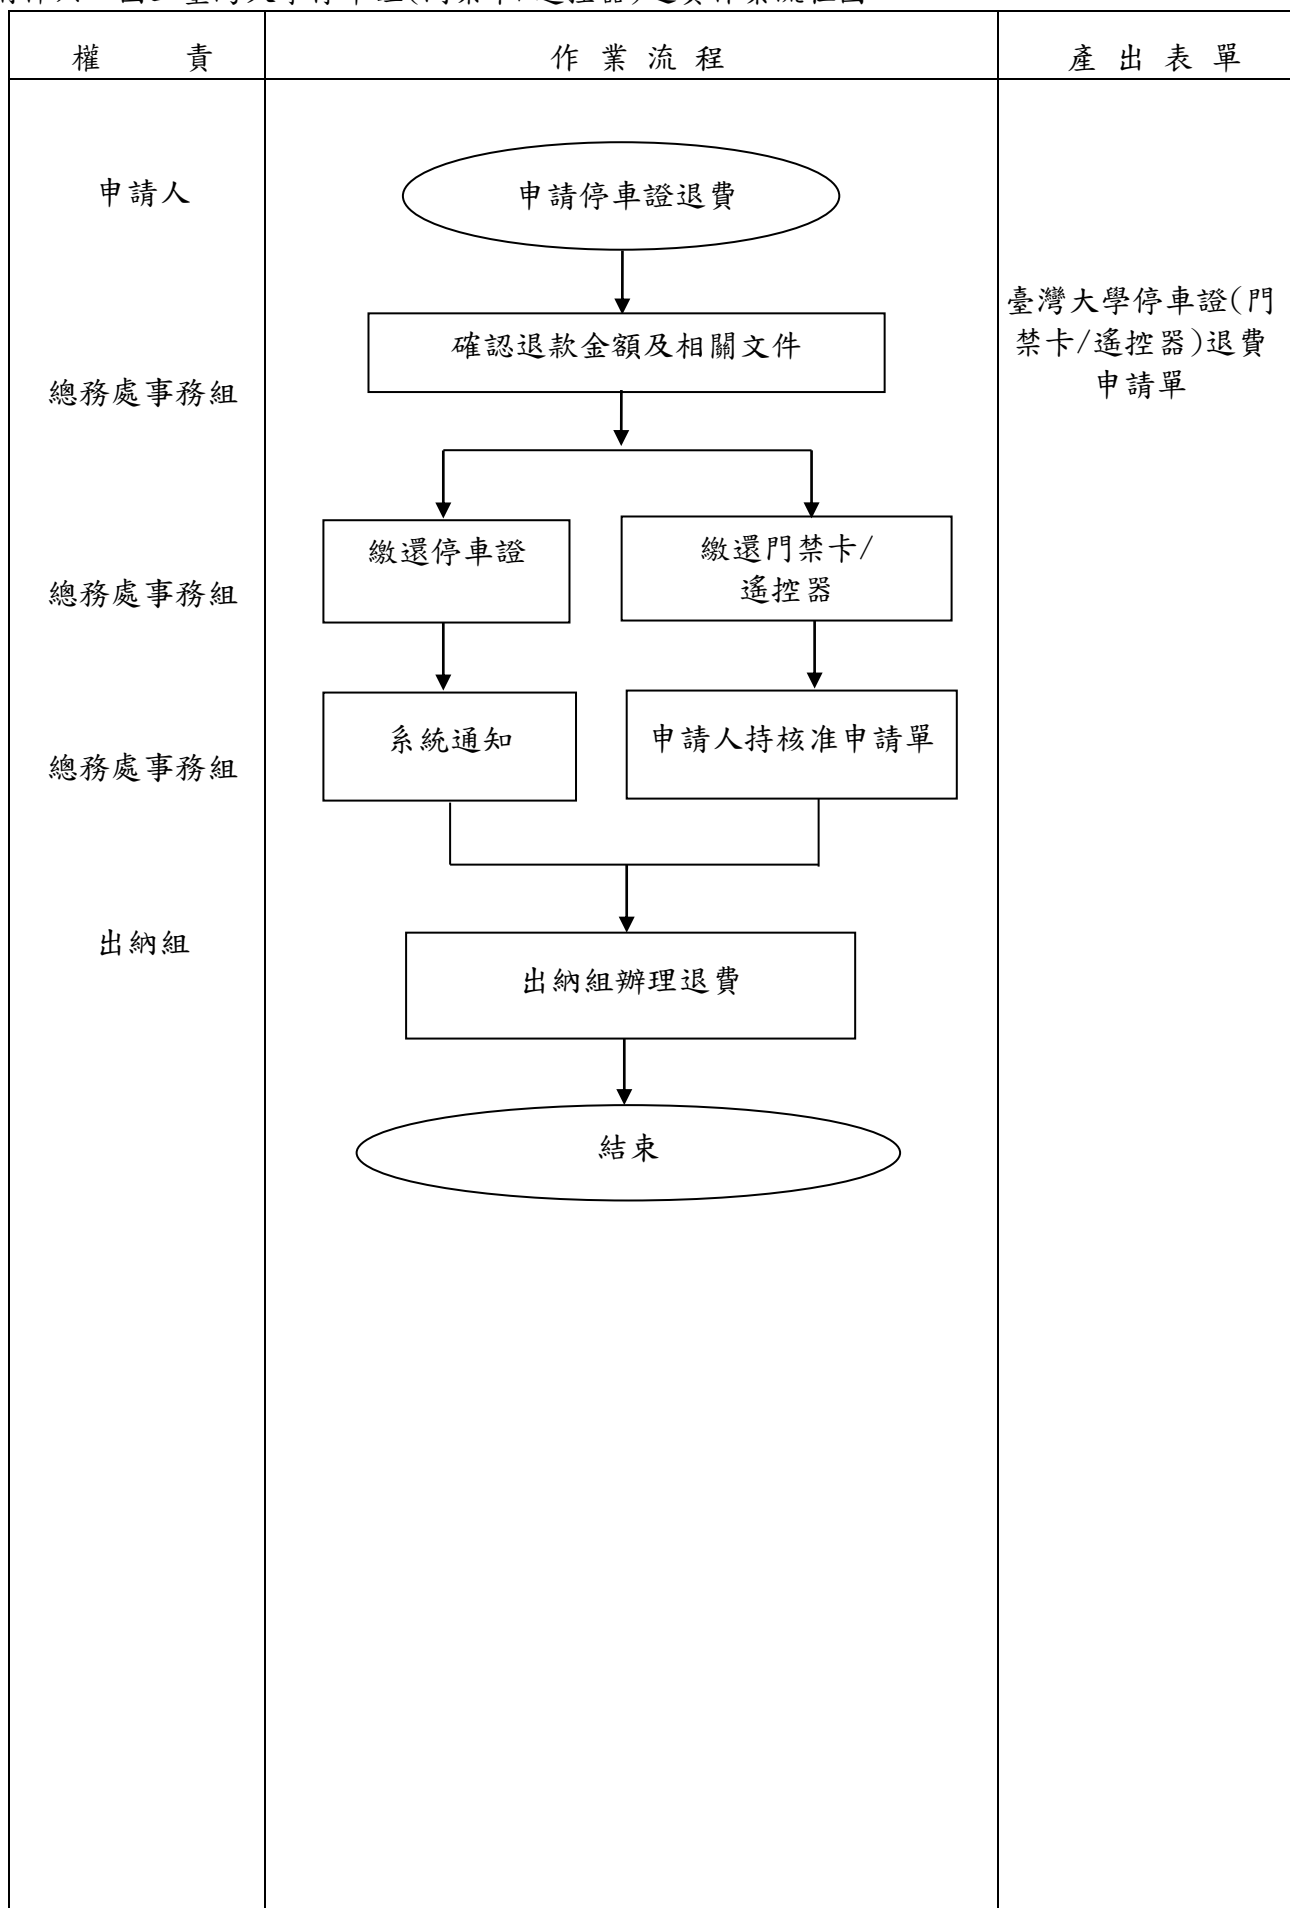 權 責
作 業 流 程
產 出 表 單
申請人
申請停車證退費
臺灣大學停車證(門
禁卡/遙控器)退費
申請單
確認退款金額及相關文件
總務處事務組
繳還停車證
繳還門禁卡/
遙控器
總務處事務組
系統通知
申請人持核准申請單
總務處事務組
出納組
出納組辦理退費
結束